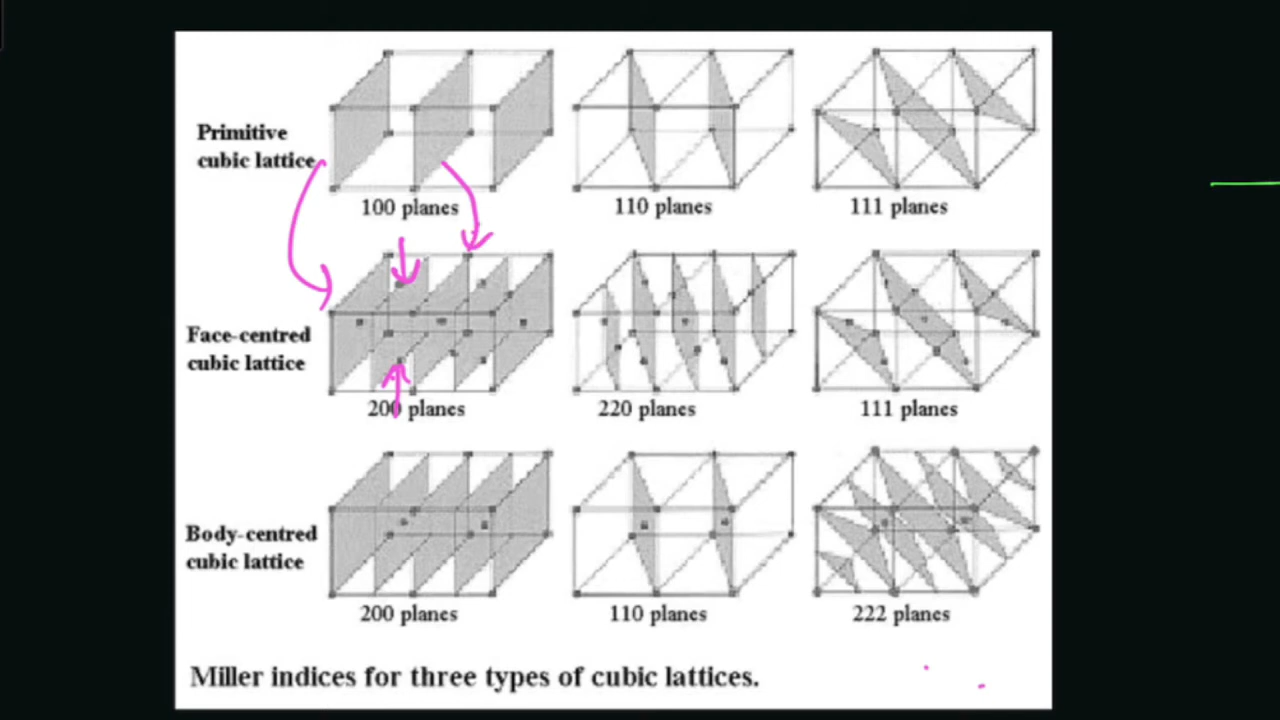 Primitive
cubic lattice
100 planes
110 planes
111 planes
Face-centred
cubic lattice
200 planes
220 planes
111 planes
Body-centred
cubic lattice
200 planes
110 planes
222 planes
Miller indices for three types of cubic lattices.